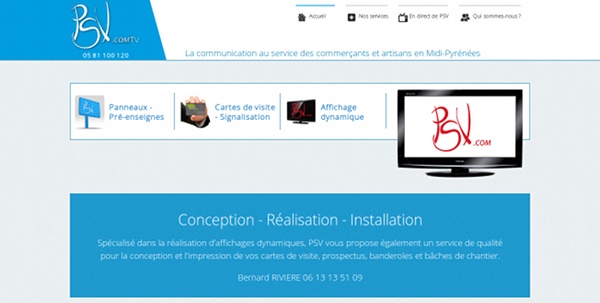 PSV
.COMTV
05 81 100 120
Accueil
Nos services
En direct de PSV
Qui sommes-nous ?
La communication au service des commerçants et artisans en Midi-Pyrénées
Panneaux -
Pré-enseignes
Cartes de visite
- Signalisation
Affichage
dynamique
PSV
.COM
Conception - Réalisation - Installation
Spécialisé dans la réalisation d'affichages dynamiques, PSV vous propose également un service de qualité
pour la conception et l'impression de vos cartes de visite, prospectus, banderoles et bâches de chantier.
Bernard RIVIERE 06 13 13 51 09